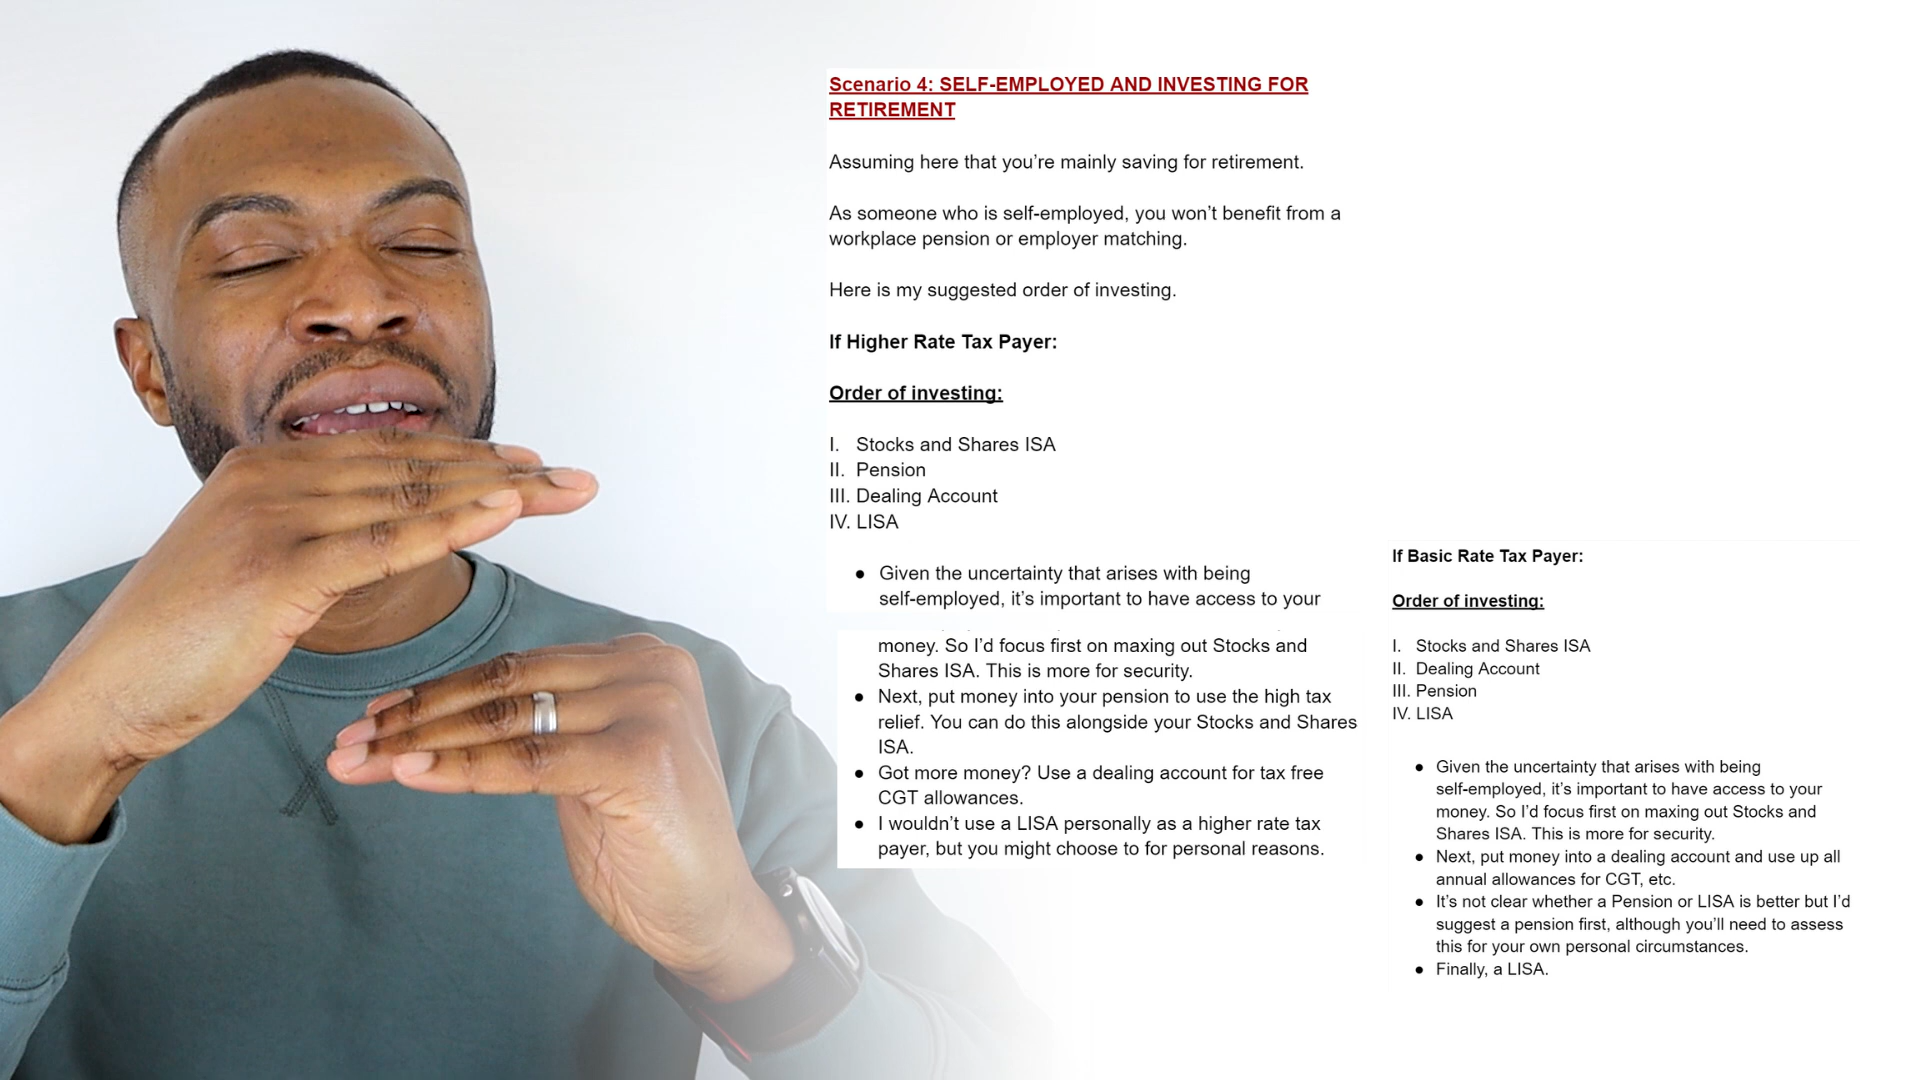 Scenario 4: SELF-EMPLOYED AND INVESTING FOR
RETIREMENT
Assuming here that you’re mainly saving for retirement.
As someone who is self-employed, you won’t benefit from a
workplace pension or employer matching.
Here is my suggested order of investing.
If Higher Rate Tax Payer:
Order of investing:
I. Stocks and Shares ISA
II. Pension
III. Dealing Account
IV. LISA
● Given the uncertainty that arises with being
self-employed, it’s important to have access to your
money. So I’d focus first on maxing out Stocks and
Shares ISA. This is more for security.
● Next, put money into your pension to use the high tax
relief. You can do this alongside your Stocks and Shares
ISA.
● Got more money? Use a dealing account for tax free
CGT allowances.
● I wouldn’t use a LISA personally as a higher rate tax
payer, but you might choose to for personal reasons.
If Basic Rate Tax Payer:
Order of investing:
I. Stocks and Shares ISA
II. Dealing Account
III. Pension
IV. LISA
● Given the uncertainty that arises with being
self-employed, it’s important to have access to your
money. So I’d focus first on maxing out Stocks and
Shares ISA. This is more for security.
● Next, put money into a dealing account and use up all
annual allowances for CGT, etc.
● It’s not clear whether a Pension or LISA is better but I’d
suggest a pension first, although you’ll need to assess
this for your own personal circumstances.
● Finally, a LISA.